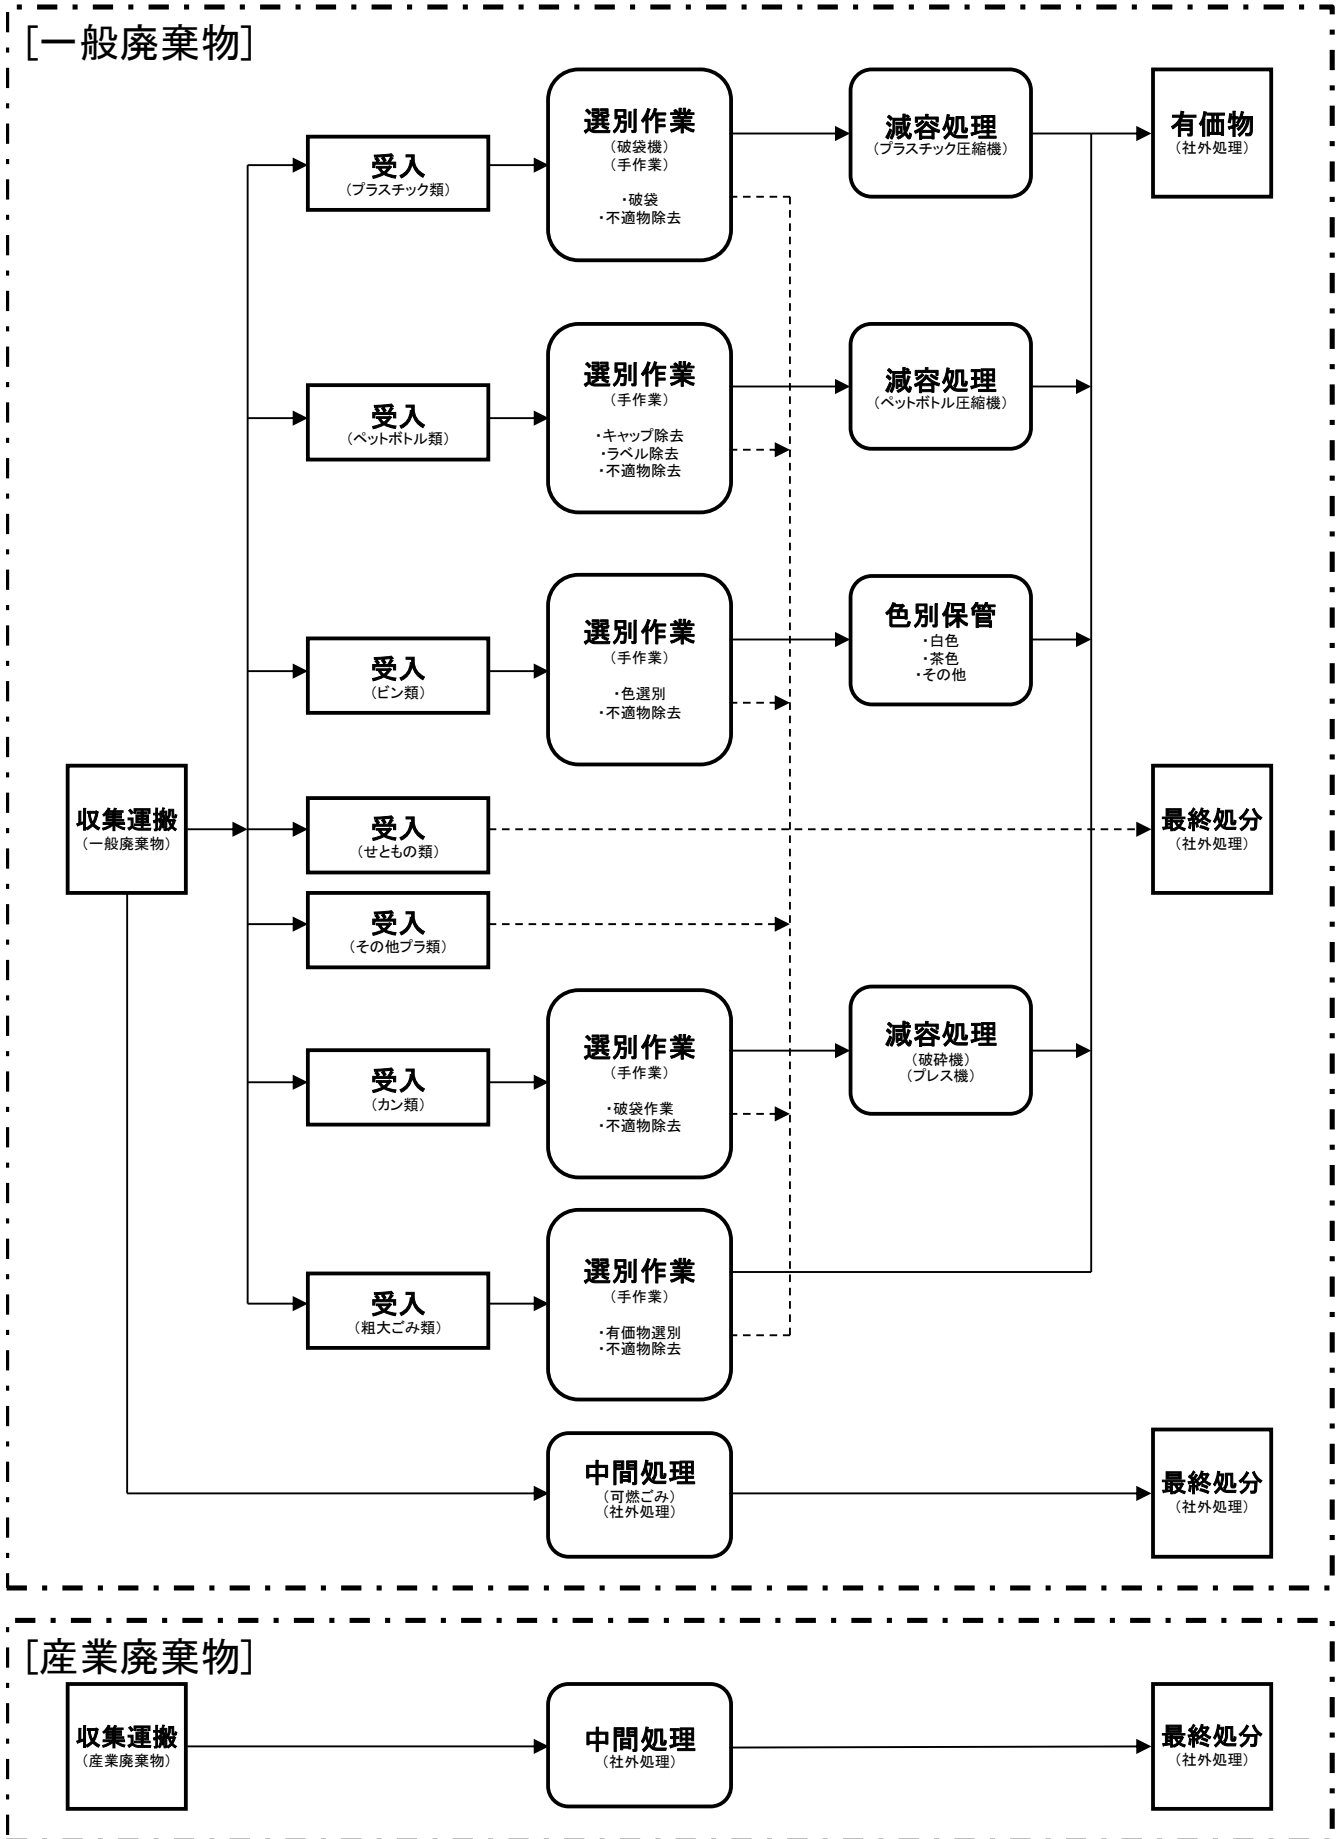 [一般廃棄物]
選別作業
（破袋機）
（手作業）
・破袋
・不適物除去
減容処理
（プラスチック圧縮機）
有価物
（社外処理）
受入
（プラスチック類）
選別作業
（手作業）
・キャップ除去
・ラベル除去
・不適物除去
減容処理
（ペットボトル圧縮機）
受入
（ペットボトル類）
選別作業
（手作業）
・色選別
・不適物除去
色別保管
・白色
・茶色
・その他
受入
（ビン類）
収集運搬
（一般廃棄物）
受入
（せともの類）
最終処分
（社外処理）
受入
（その他プラ類）
選別作業
（手作業）
・破袋作業
・不適物除去
減容処理
（破砕機）
（プレス機）
受入
（カン類）
選別作業
（手作業）
・有価物選別
・不適物除去
受入
（粗大ごみ類）
中間処理
（可燃ごみ）
（社外処理）
最終処分
（社外処理）
[産業廃棄物]
収集運搬
（産業廃棄物）
中間処理
（社外処理）
最終処分
（社外処理）